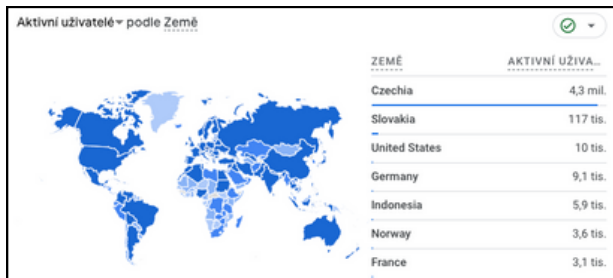 Aktivní uživatelé podle Země
ZEMĚ AKTIVNÍ UŽIVA...
Czechia 4,3 mil.
Slovakia 117 tis.
United States 10 tis.
Germany 9,1 tis.
Indonesia 5,9 tis.
Norway 3,6 tis.
France 3,1 tis.